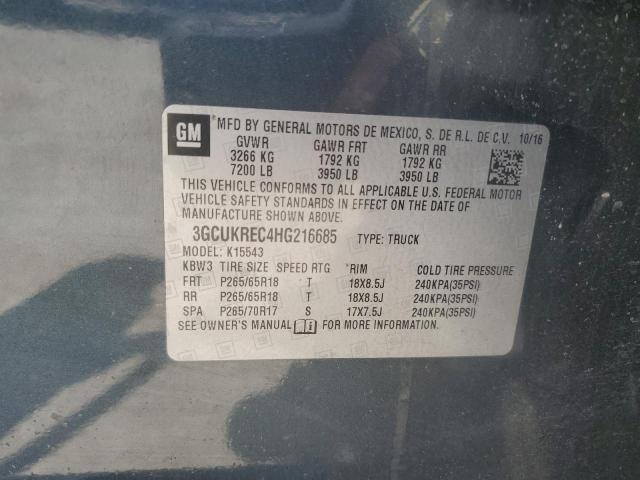 GM *MFD BY GENERAL MOTORS DE MEXICO, S. DE R.L. DE C.V. 10/16
GVWR GAWR FRT GAWR RR
3266 KG 1792 KG 1792 KG
7200 LB 3950 LB 3950 LB
THIS VEHICLE CONFORMS TO ALL APPLICABLE U.S. FEDERAL MOTOR
VEHICLE SAFETY STANDARDS IN EFFECT ON THE DATE OF
MANUFACTURE SHOWN ABOVE.
3GCUKREC4HG216685 TYPE: TRUCK
MODEL: K15543
KBW3 TIRE SIZE SPEED RTG *RIM COLD TIRE PRESSURE
FRT P265/65R18 T 18X8.5J 240KPA(35PSI)
RR P265/65R18 T 18X8.5J 240KPA(35PSI)
SPA P265/70R17 S 17X7.5J 240KPA(35PSI)
SEE OWNER'S MANUAL FOR MORE INFORMATION.